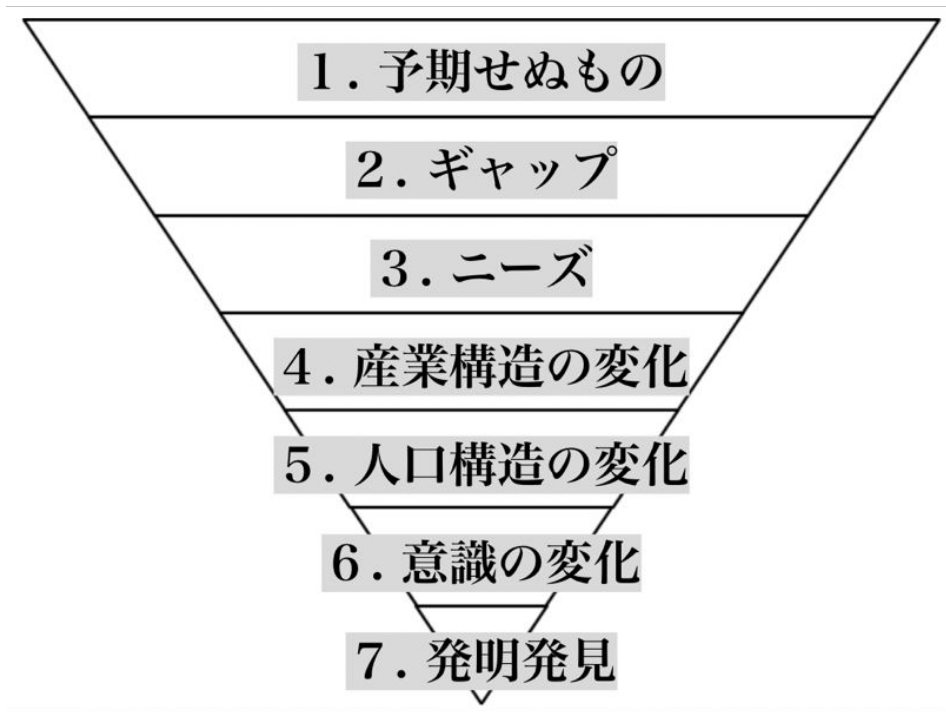 １．予期せぬもの
２．ギャップ
３．ニーズ
４．産業構造の変化
５．人口構造の変化
６．意識の変化
７．発明発見